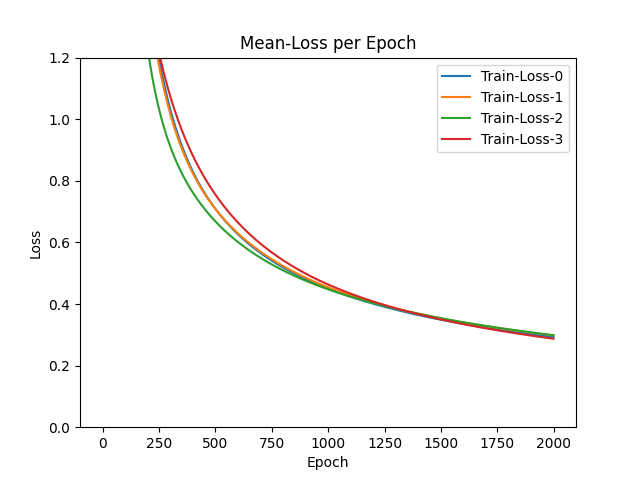 Mean-Loss per Epoch
Loss
1.2
1.0
0.8
0.6
0.4
0.2
0.0
Train-Loss-0
Train-Loss-1
Train-Loss-2
Train-Loss-3
0 250 500 750 1000 1250 1500 1750 2000
Epoch